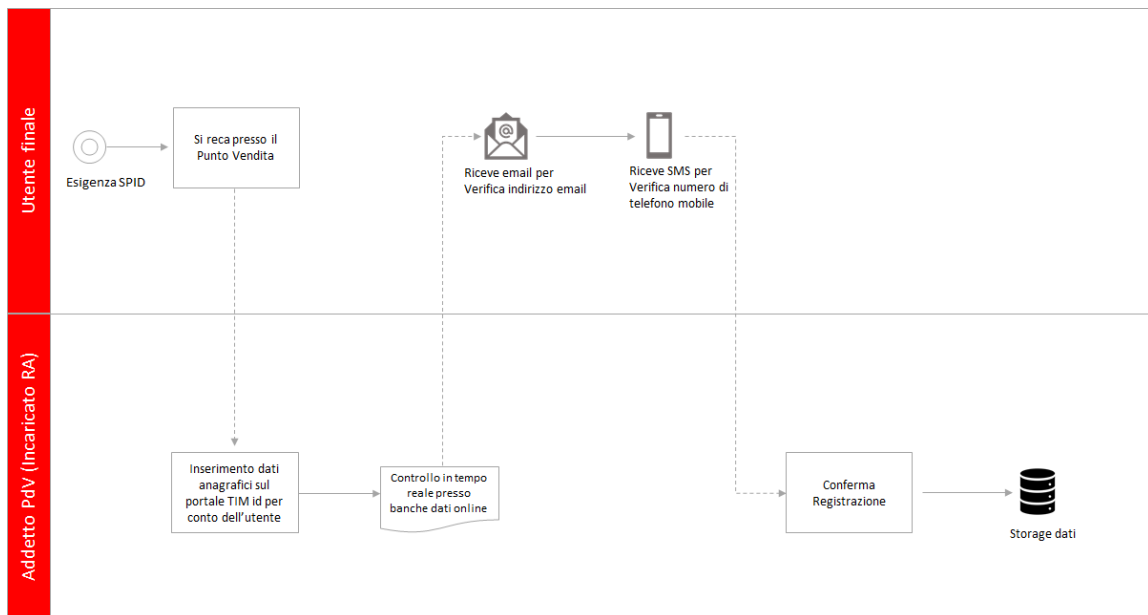 Utente finale
Esigenza SPID
Si reca presso il
Punto Vendita
@
Riceve email per
Verifica indirizzo email
Riceve SMS per
Verifica numero di
telefono mobile
Addetto PdV (Incaricato RA)
Inserimento dati
anagrafici sul
portale TIM id per
conto dell'utente
Controllo in tempo
reale presso
banche dati online
Conferma
Registrazione
Storage dati